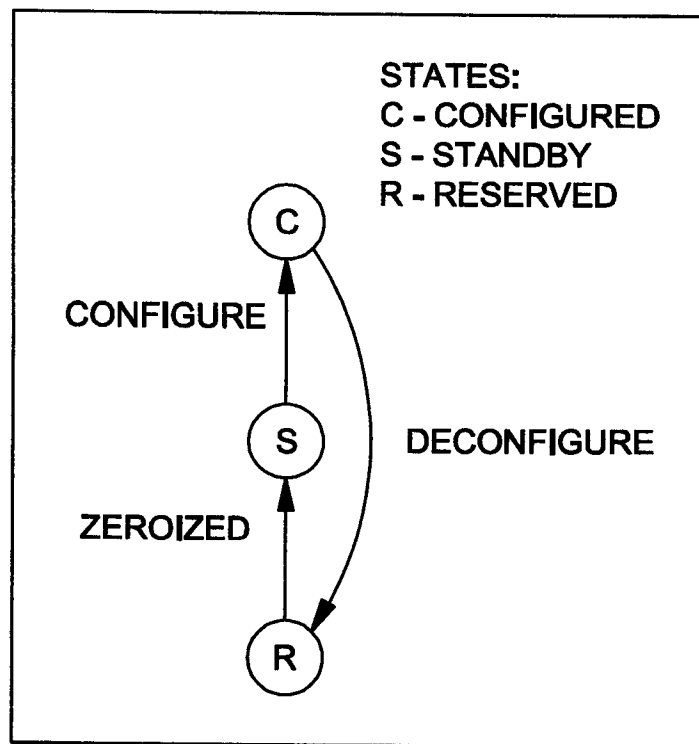 STATES:
C - CONFIGURED
S - STANDBY
R - RESERVED
C
CONFIGURE
S
DECONFIGURE
ZEROIZED
R